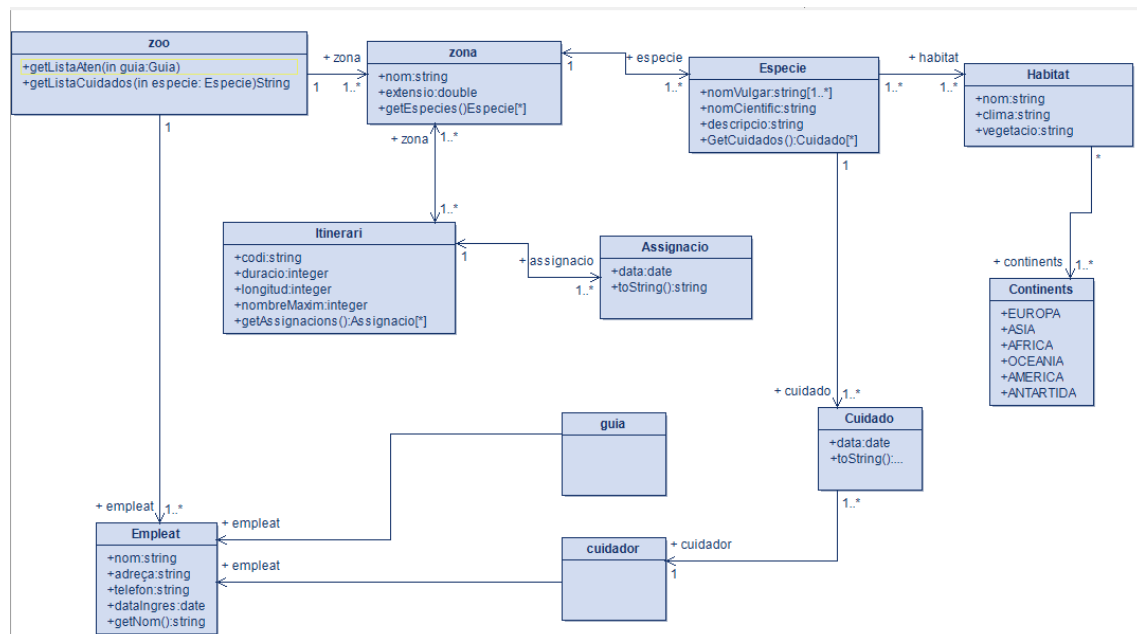 zoo
+getListaAten(in guia:Guia)
+getListaCuidados(in especie: Especie)String
1
+ zona
1..*
zona
+nom:string
+extensio:double
+getEspecies()Especie[*]
1
+ especie
1..*
Especie
+nomVulgar:string[1..*]
+nomCientific:string
+descripcio:string
+GetCuidados():Cuidado[*]
1..*
+ habitat
1..*
Habitat
+nom:string
+clima:string
+vegetacio:string
1
+ zona
1..*
1
*
1..*
Itinerari
+codi:string
+duracio:integer
+longitud:integer
+nombreMaxim:integer
+getAssignacions():Assignacio[*]
1
+ assignacio
1..*
Assignacio
+data:date
+toString():string
+ continents
1..*
Continents
+EUROPA
+ASIA
+AFRICA
+OCEANIA
+AMERICA
+ANTARTIDA
+ cuidado
1..*
Cuidado
+data:date
+toString():...
1..*
guia
+ empleat
1..*
+ empleat
Empleat
+nom:string
+adreça:string
+telefon:string
+dataIngres:date
+getNom():string
+ empleat
cuidador
+ cuidador
1